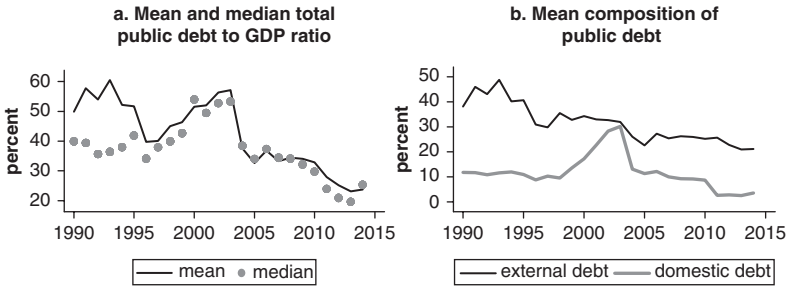 a. Mean and median total
public debt to GDP ratio
percent
60
50
40
30
20
1990 1995 2000 2005 2010 2015
mean median
b. Mean composition of
public debt
percent
50
40
30
20
10
0
1990 1995 2000 2005 2010 2015
external debt domestic debt